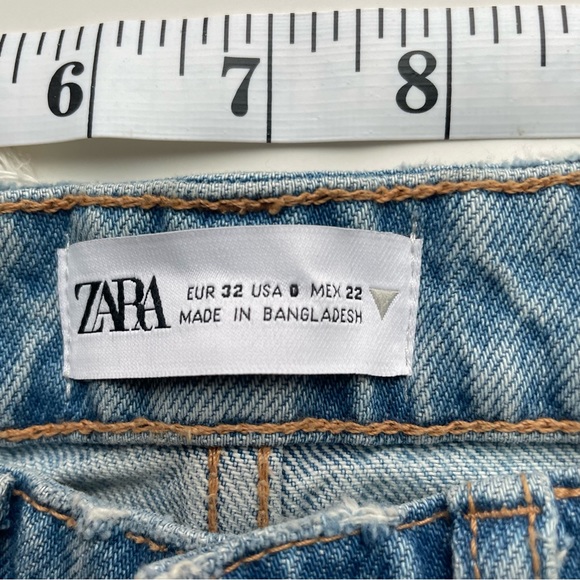 6 7 8
ZARA
EUR 32 USA 0 MEX 22
MADE IN BANGLADESH